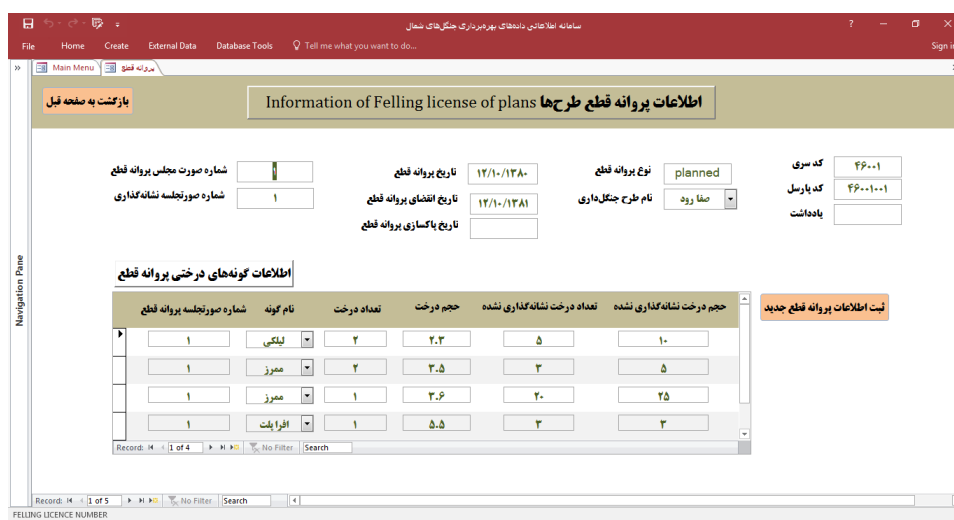 سامانه اطلاعاتی داده‌های بهره‌برداری جنگل‌های شمال
File Home Create External Data Database Tools Tell me what you want to do... Sign in
Main Menu پروانه قطع
بازگشت به صفحه قبل
Information of Felling license of plans اطلاعات پروانه قطع طرح‌ها
کد سری ۴۶۰۰۱ نوع پروانه قطع planned تاریخ پروانه قطع ۱۲/۱۰/۱۳۸۰ شماره صورت مجلس پروانه قطع ۱
کد پارسل ۴۶۰۰۱۰۰۱ نام طرح جنگل‌داری صفا رود تاریخ انقضای پروانه قطع ۱۲/۱۰/۱۳۸۱ شماره صورتجلسه نشانه‌گذاری ۱
یادداشت تاریخ پاکسازی پروانه قطع
Navigation Pane
اطلاعات گونه‌های درختی پروانه قطع
ثبت اطلاعات پروانه قطع جدید
حجم درخت نشانه‌گذاری نشده تعداد درخت نشانه‌گذاری نشده حجم درخت تعداد درخت نام گونه شماره صورتجلسه پروانه قطع
۱۰ ۵ ۲.۳ ۲ لیلکی ۱
۵ ۳ ۳.۵ ۲ ممرز ۱
۲۵ ۲۰ ۳.۶ ۱ ممرز ۱
۳ ۳ ۵.۵ ۱ افرا پلت ۱
Record: 1 of 4 No Filter Search
Record: 1 of 5 No Filter Search
FELLING LICENCE NUMBER